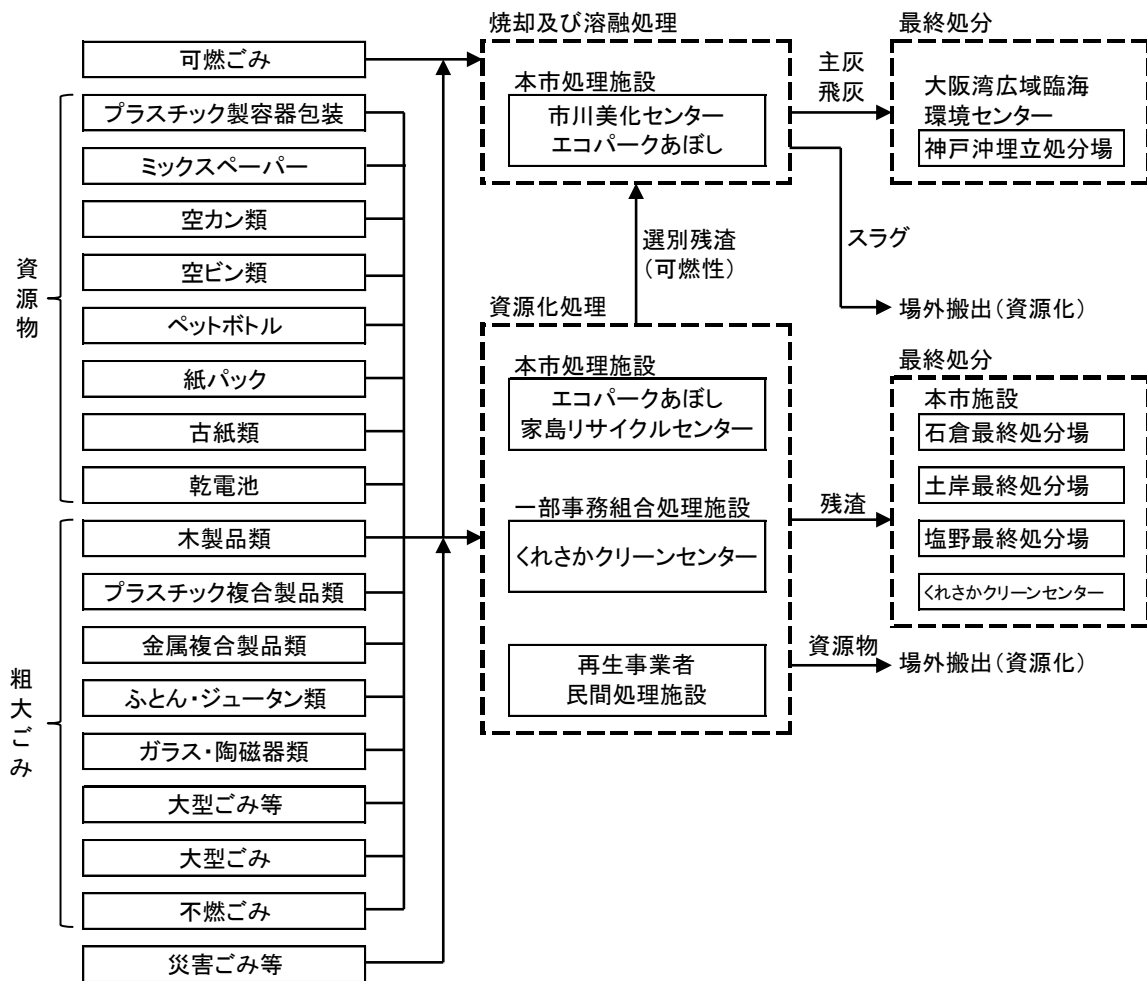 可燃ごみ
資源物
プラスチック製容器包装
ミックスペーパー
空カン類
空ビン類
ペットボトル
紙パック
古紙類
乾電池
粗大ごみ
木製品類
プラスチック複合製品類
金属複合製品類
ふとん・ジュータン類
ガラス・陶磁器類
大型ごみ等
大型ごみ
不燃ごみ
災害ごみ等
焼却及び溶融処理
本市処理施設
市川美化センター
エコパークあぼし
選別残渣
(可燃性)
資源化処理
本市処理施設
エコパークあぼし
家島リサイクルセンター
一部事務組合処理施設
くれさかクリーンセンター
再生事業者
民間処理施設
主灰
飛灰
スラグ
残渣
資源物
最終処分
大阪湾広域臨海
環境センター
神戸沖埋立処分場
場外搬出(資源化)
最終処分
本市施設
石倉最終処分場
土岸最終処分場
塩野最終処分場
くれさかクリーンセンター
場外搬出(資源化)